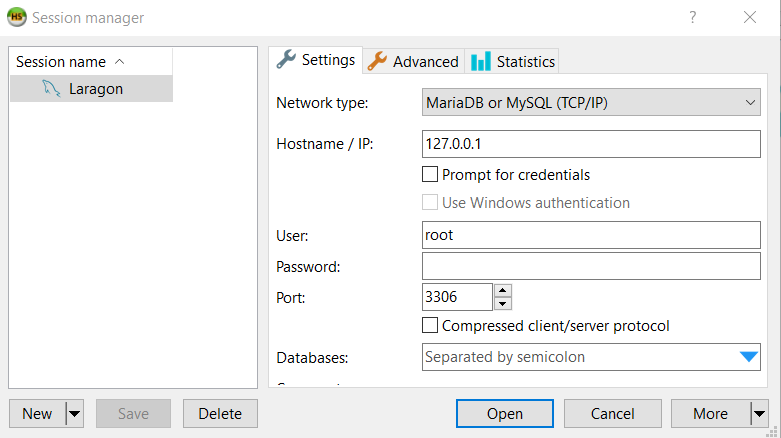 HS Session manager
Session name
Laragon
Settings Advanced Statistics
Network type: MariaDB or MySQL (TCP/IP)
Hostname / IP: 127.0.0.1
Prompt for credentials
Use Windows authentication
User: root
Password:
Port: 3306
Compressed client/server protocol
Databases: Separated by semicolon
New Save Delete Open Cancel More